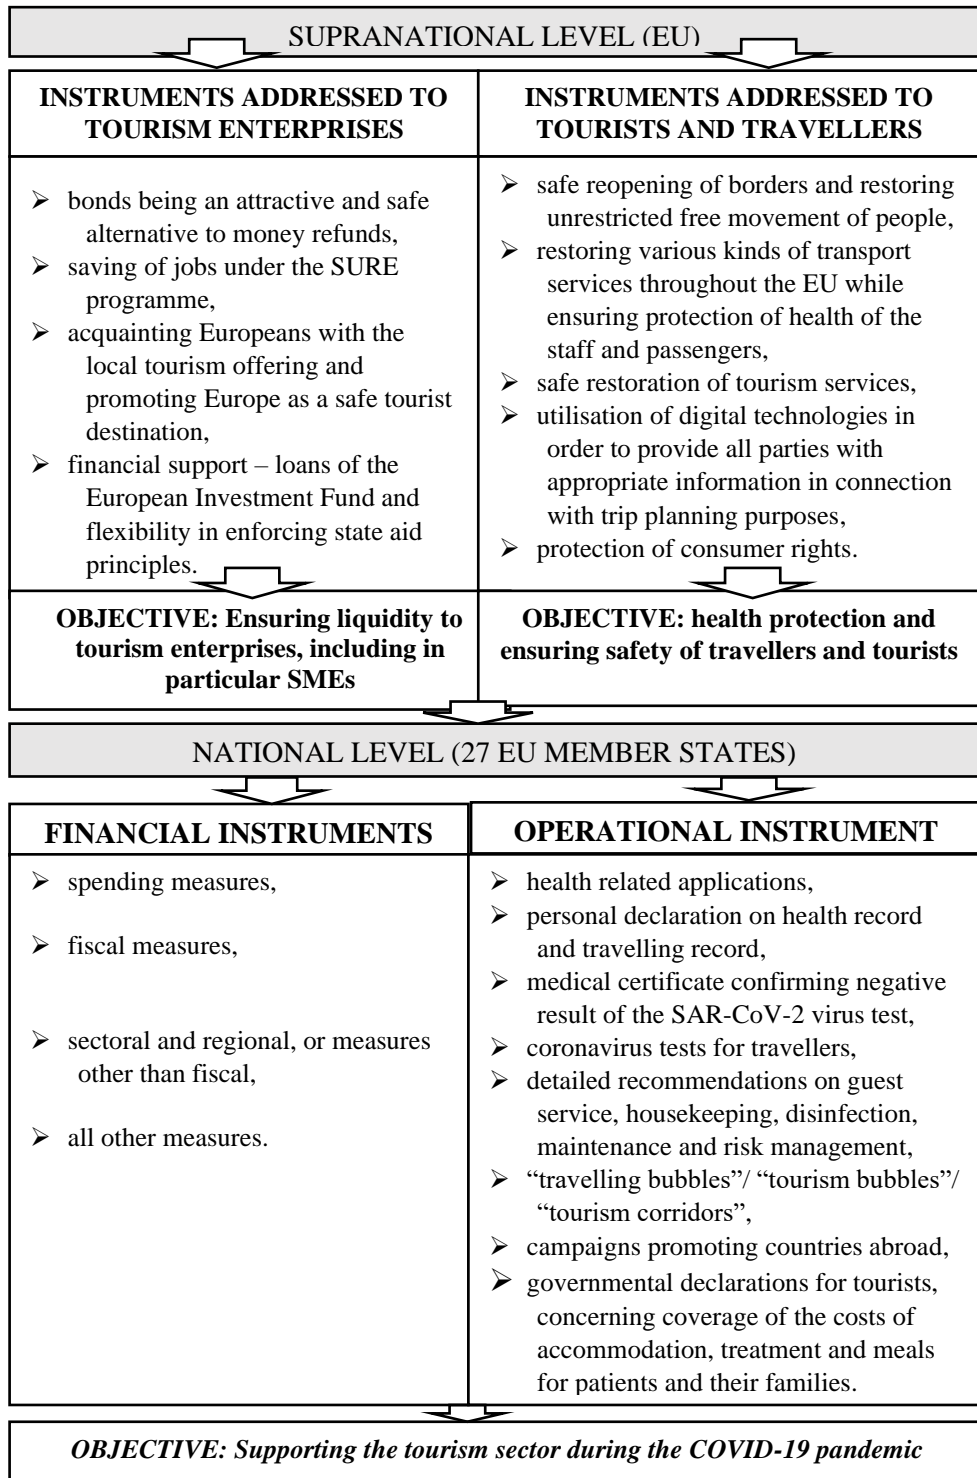 SUPRANATIONAL LEVEL (EU)
INSTRUMENTS ADDRESSED TO
TOURISM ENTERPRISES
➢ bonds being an attractive and safe
alternative to money refunds,
➢ saving of jobs under the SURE
programme,
➢ acquainting Europeans with the
local tourism offering and
promoting Europe as a safe tourist
destination,
➢ financial support – loans of the
European Investment Fund and
flexibility in enforcing state aid
principles.
OBJECTIVE: Ensuring liquidity to
tourism enterprises, including in
particular SMEs
INSTRUMENTS ADDRESSED TO
TOURISTS AND TRAVELLERS
➢ safe reopening of borders and restoring
unrestricted free movement of people,
➢ restoring various kinds of transport
services throughout the EU while
ensuring protection of health of the
staff and passengers,
➢ safe restoration of tourism services,
➢ utilisation of digital technologies in
order to provide all parties with
appropriate information in connection
with trip planning purposes,
➢ protection of consumer rights.
OBJECTIVE: health protection and
ensuring safety of travellers and tourists
NATIONAL LEVEL (27 EU MEMBER STATES)
FINANCIAL INSTRUMENTS
➢ spending measures,
➢ fiscal measures,
➢ sectoral and regional, or measures
other than fiscal,
➢ all other measures.
OPERATIONAL INSTRUMENT
➢ health related applications,
➢ personal declaration on health record
and travelling record,
➢ medical certificate confirming negative
result of the SAR-CoV-2 virus test,
➢ coronavirus tests for travellers,
➢ detailed recommendations on guest
service, housekeeping, disinfection,
maintenance and risk management,
➢ “travelling bubbles”/ “tourism bubbles”/
“tourism corridors”,
➢ campaigns promoting countries abroad,
➢ governmental declarations for tourists,
concerning coverage of the costs of
accommodation, treatment and meals
for patients and their families.
OBJECTIVE: Supporting the tourism sector during the COVID-19 pandemic